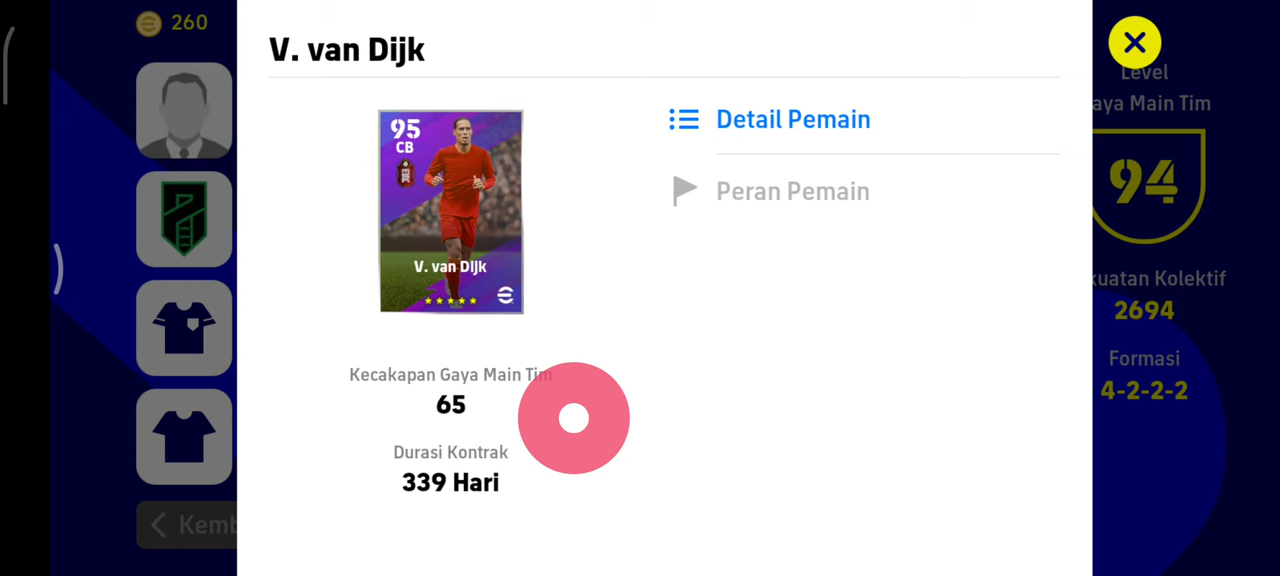 260
V. van Dijk
95
CB
V. van Dijk
Kecakapan Gaya Main Tim
65
Durasi Kontrak
339 Hari
Detail Pemain
Peran Pemain
Kemb
Level
aya Main Tim
94
kuatan Kolektif
2694
Formasi
4-2-2-2